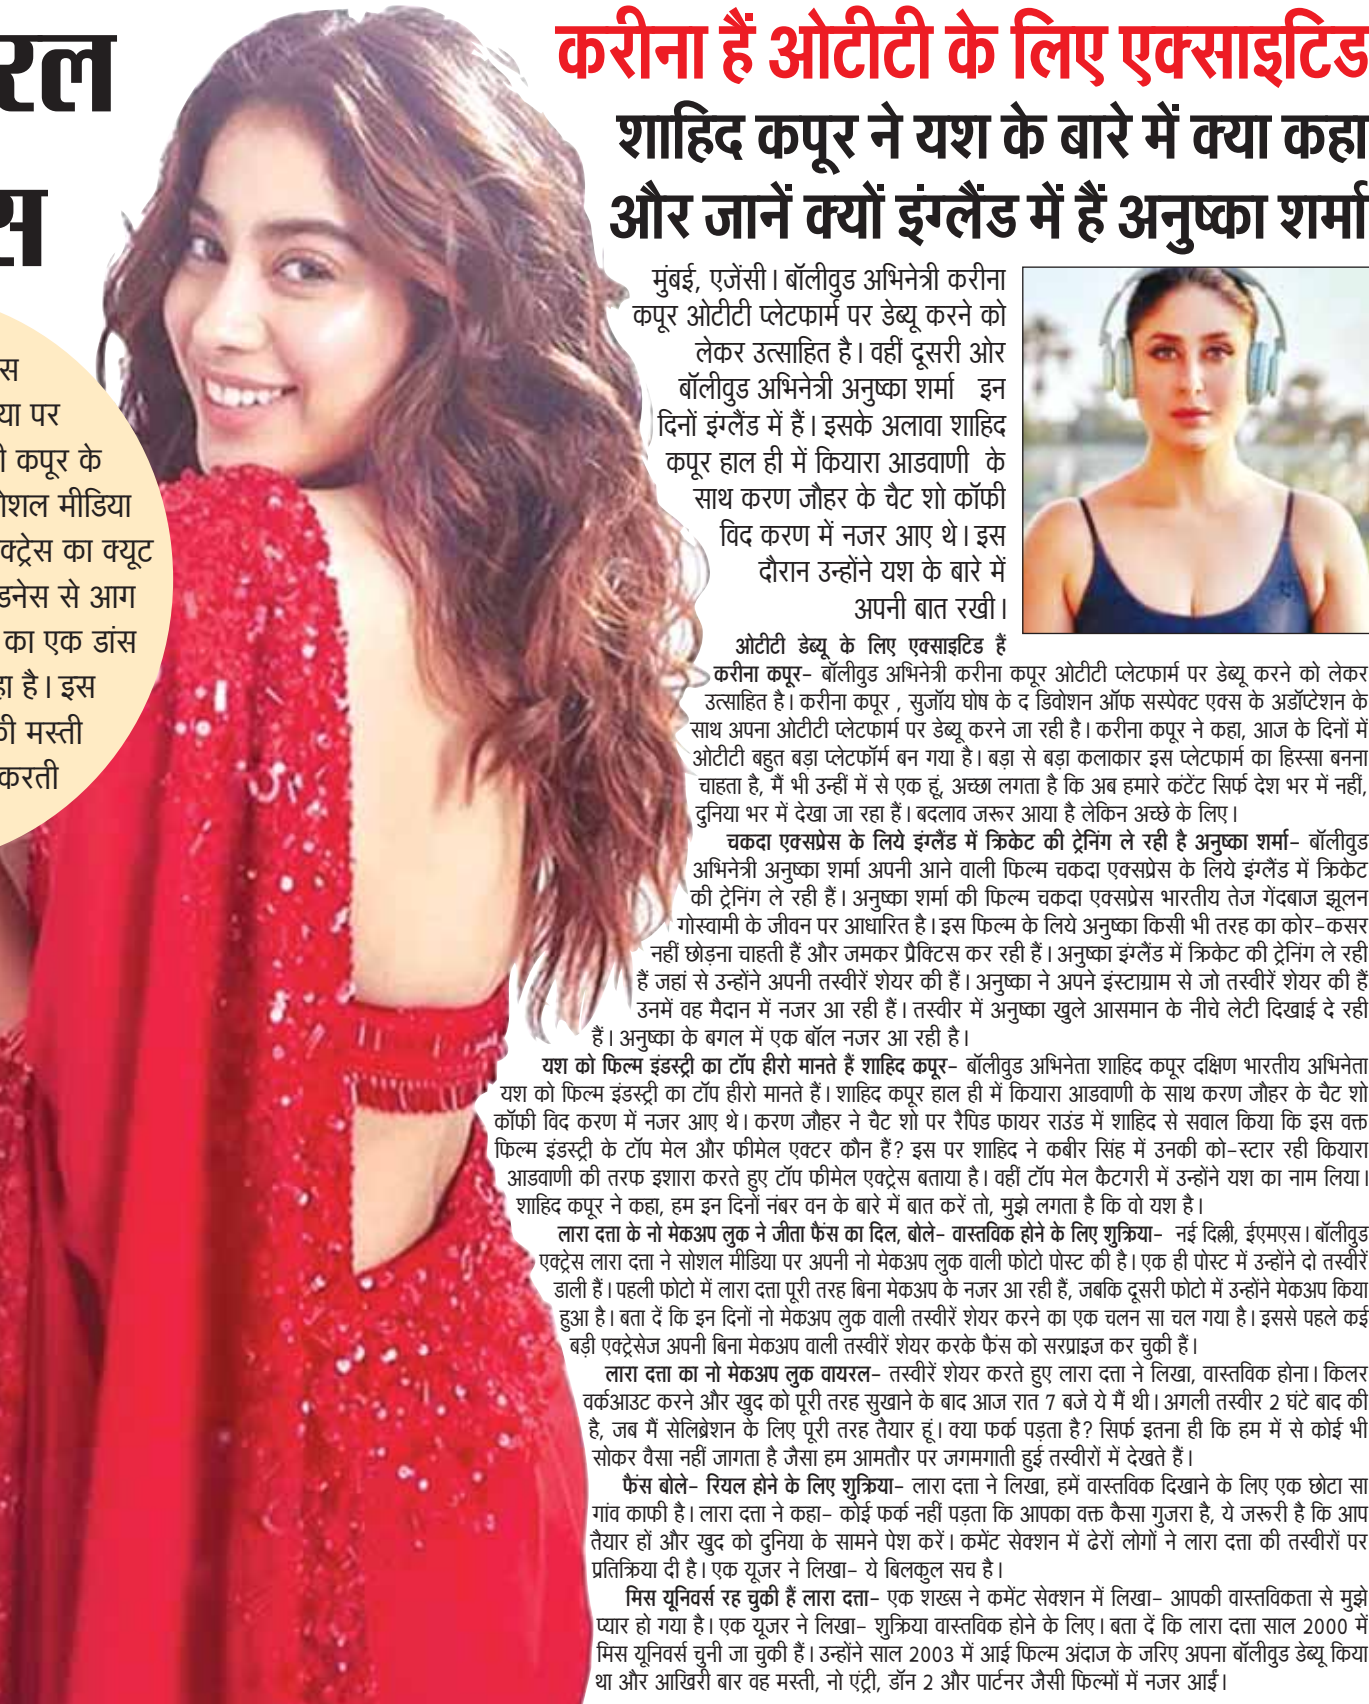 रल
स
स
या पर
कपूर के
शल मीडिया
क्ट्रेस का क्यूट
डनेस से आग
का एक डांस
हा है। इस
की मस्ती
करती
करीना हैं ओटीटी के लिए एक्साइटिड
शाहिद कपूर ने यश के बारे में क्या कहा
और जानें क्यों इंग्लैंड में हैं अनुष्का शर्मा
मुंबई, एजेंसी। बॉलीवुड अभिनेत्री करीना
कपूर ओटीटी प्लेटफार्म पर डेब्यू करने को
लेकर उत्साहित है। वहीं दूसरी ओर
बॉलीवुड अभिनेत्री अनुष्का शर्मा इन
दिनों इंग्लैंड में हैं। इसके अलावा शाहिद
कपूर हाल ही में कियारा आडवाणी के
साथ करण जौहर के चैट शो कॉफी
विद करण में नजर आए थे। इस
दौरान उन्होंने यश के बारे में
अपनी बात रखी।
ओटीटी डेब्यू के लिए एक्साइटिड हैं
करीना कपूर- बॉलीवुड अभिनेत्री करीना कपूर ओटीटी प्लेटफार्म पर डेब्यू करने को लेकर
उत्साहित है। करीना कपूर , सुजॉय घोष के द डिवोशन ऑफ सस्पेक्ट एक्स के अडॉप्टेशन के
साथ अपना ओटीटी प्लेटफार्म पर डेब्यू करने जा रही है। करीना कपूर ने कहा, आज के दिनों में
ओटीटी बहुत बड़ा प्लेटफॉर्म बन गया है। बड़ा से बड़ा कलाकार इस प्लेटफार्म का हिस्सा बनना
चाहता है, मैं भी उन्हीं में से एक हूं, अच्छा लगता है कि अब हमारे कंटेंट सिर्फ देश भर में नहीं,
दुनिया भर में देखा जा रहा हैं। बदलाव जरूर आया है लेकिन अच्छे के लिए।
चकदा एक्सप्रेस के लिये इंग्लैंड में क्रिकेट की ट्रेनिंग ले रही है अनुष्का शर्मा- बॉलीवुड
अभिनेत्री अनुष्का शर्मा अपनी आने वाली फिल्म चकदा एक्सप्रेस के लिये इंग्लैंड में क्रिकेट
की ट्रेनिंग ले रही हैं। अनुष्का शर्मा की फिल्म चकदा एक्सप्रेस भारतीय तेज गेंदबाज झूलन
गोस्वामी के जीवन पर आधारित है। इस फिल्म के लिये अनुष्का किसी भी तरह का कोर-कसर
नहीं छोड़ना चाहती हैं और जमकर प्रैक्टिस कर रही हैं। अनुष्का इंग्लैंड में क्रिकेट की ट्रेनिंग ले रही
हैं जहां से उन्होंने अपनी तस्वीरें शेयर की हैं। अनुष्का ने अपने इंस्टाग्राम से जो तस्वीरें शेयर की हैं
उनमें वह मैदान में नजर आ रही हैं। तस्वीर में अनुष्का खुले आसमान के नीचे लेटी दिखाई दे रही
हैं। अनुष्का के बगल में एक बॉल नजर आ रही है।
यश को फिल्म इंडस्ट्री का टॉप हीरो मानते हैं शाहिद कपूर- बॉलीवुड अभिनेता शाहिद कपूर दक्षिण भारतीय अभिनेता
यश को फिल्म इंडस्ट्री का टॉप हीरो मानते हैं। शाहिद कपूर हाल ही में कियारा आडवाणी के साथ करण जौहर के चैट शो
कॉफी विद करण में नजर आए थे। करण जौहर ने चैट शो पर रैपिड फायर राउंड में शाहिद से सवाल किया कि इस वक्त
फिल्म इंडस्ट्री के टॉप मेल और फीमेल एक्टर कौन हैं? इस पर शाहिद ने कबीर सिंह में उनकी को-स्टार रही कियारा
आडवाणी की तरफ इशारा करते हुए टॉप फीमेल एक्ट्रेस बताया है। वहीं टॉप मेल कैटगरी में उन्होंने यश का नाम लिया।
शाहिद कपूर ने कहा, हम इन दिनों नंबर वन के बारे में बात करें तो, मुझे लगता है कि वो यश है।
लारा दत्ता के नो मेकअप लुक ने जीता फैंस का दिल, बोले- वास्तविक होने के लिए शुक्रिया- नई दिल्ली, ईएमएस। बॉलीवुड
एक्ट्रेस लारा दत्ता ने सोशल मीडिया पर अपनी नो मेकअप लुक वाली फोटो पोस्ट की है। एक ही पोस्ट में उन्होंने दो तस्वीरें
डाली हैं। पहली फोटो में लारा दत्ता पूरी तरह बिना मेकअप के नजर आ रही हैं, जबकि दूसरी फोटो में उन्होंने मेकअप किया
हुआ है। बता दें कि इन दिनों नो मेकअप लुक वाली तस्वीरें शेयर करने का एक चलन सा चल गया है। इससे पहले कई
बड़ी एक्ट्रेसेज अपनी बिना मेकअप वाली तस्वीरें शेयर करके फैंस को सरप्राइज कर चुकी हैं।
लारा दत्ता का नो मेकअप लुक वायरल- तस्वीरें शेयर करते हुए लारा दत्ता ने लिखा, वास्तविक होना। किलर
वर्कआउट करने और खुद को पूरी तरह सुखाने के बाद आज रात 7 बजे ये मैं थी। अगली तस्वीर 2 घंटे बाद की
है, जब मैं सेलिब्रेशन के लिए पूरी तरह तैयार हूं। क्या फर्क पड़ता है? सिर्फ इतना ही कि हम में से कोई भी
सोकर वैसा नहीं जागता है जैसा हम आमतौर पर जगमगाती हुई तस्वीरों में देखते हैं।
फैंस बोले- रियल होने के लिए शुक्रिया- लारा दत्ता ने लिखा, हमें वास्तविक दिखाने के लिए एक छोटा सा
गांव काफी है। लारा दत्ता ने कहा- कोई फर्क नहीं पड़ता कि आपका वक्त कैसा गुजरा है, ये जरूरी है कि आप
तैयार हों और खुद को दुनिया के सामने पेश करें। कमेंट सेक्शन में ढेरों लोगों ने लारा दत्ता की तस्वीरों पर
प्रतिक्रिया दी है। एक यूजर ने लिखा- ये बिलकुल सच है।
मिस यूनिवर्स रह चुकी हैं लारा दत्ता- एक शख्स ने कमेंट सेक्शन में लिखा- आपकी वास्तविकता से मुझे
प्यार हो गया है। एक यूजर ने लिखा- शुक्रिया वास्तविक होने के लिए। बता दें कि लारा दत्ता साल 2000 में
मिस यूनिवर्स चुनी जा चुकी हैं। उन्होंने साल 2003 में आई फिल्म अंदाज के जरिए अपना बॉलीवुड डेब्यू किया
था और आखिरी बार वह मस्ती, नो एंट्री, डॉन 2 और पार्टनर जैसी फिल्मों में नजर आईं।